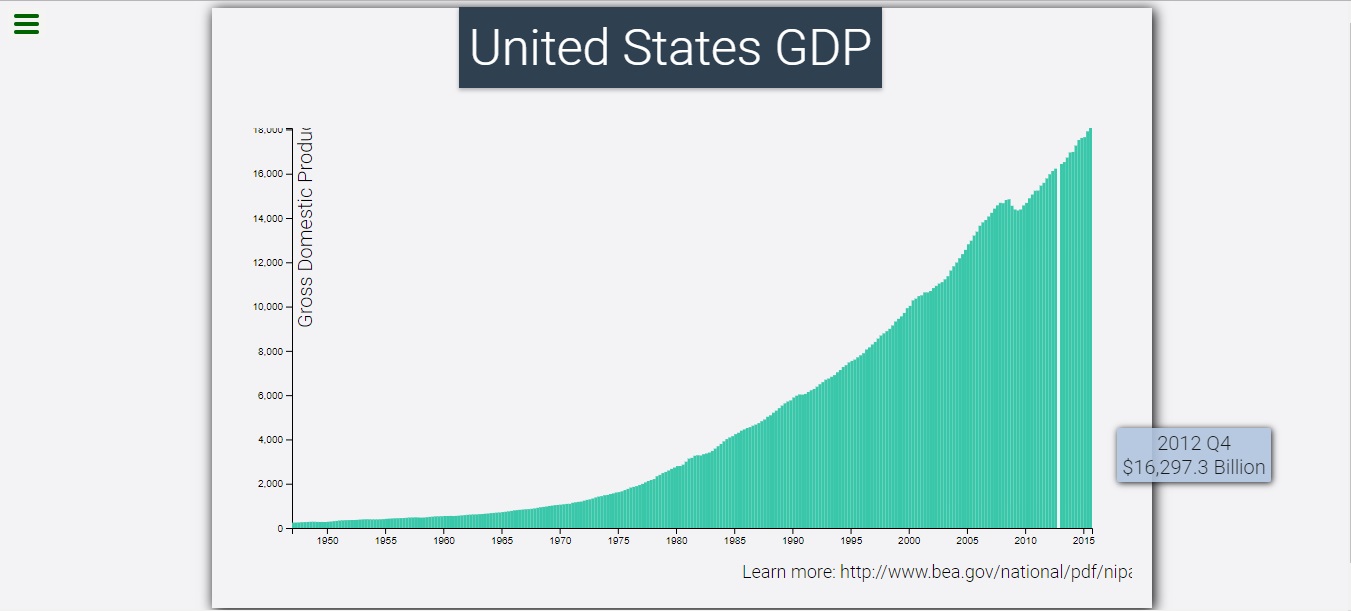 United States GDP
18,000
16,000
14,000
12,000
10,000
8,000
6,000
4,000
2,000
0
Gross Domestic Produc
1950 1955 1960 1965 1970 1975 1980 1985 1990 1995 2000 2005 2010 2015
2012 Q4
$16,297.3 Billion
Learn more: http://www.bea.gov/national/pdf/nipa